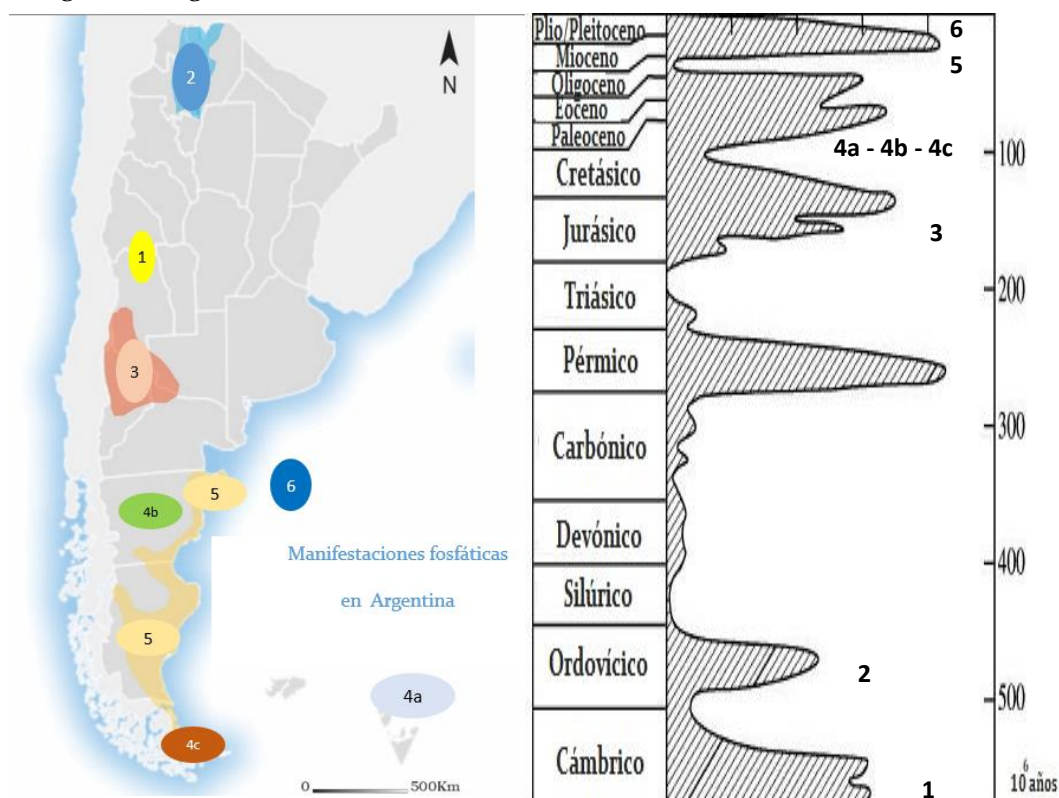 N
2
1
3
5
6
4b
Manifestaciones fosfáticas
en Argentina
5
4a
4c
0
500Km
Plio/Pleitoceno
6
Mioceno
5
Oligoceno
Eoceno
Paleoceno
4a - 4b - 4c
100
Cretásico
Jurásico
3
200
Triásico
Pérmico
300
Carbónico
Devónico
400
Silúrico
Ordovícico
2
500
Cámbrico
6
10 años
1